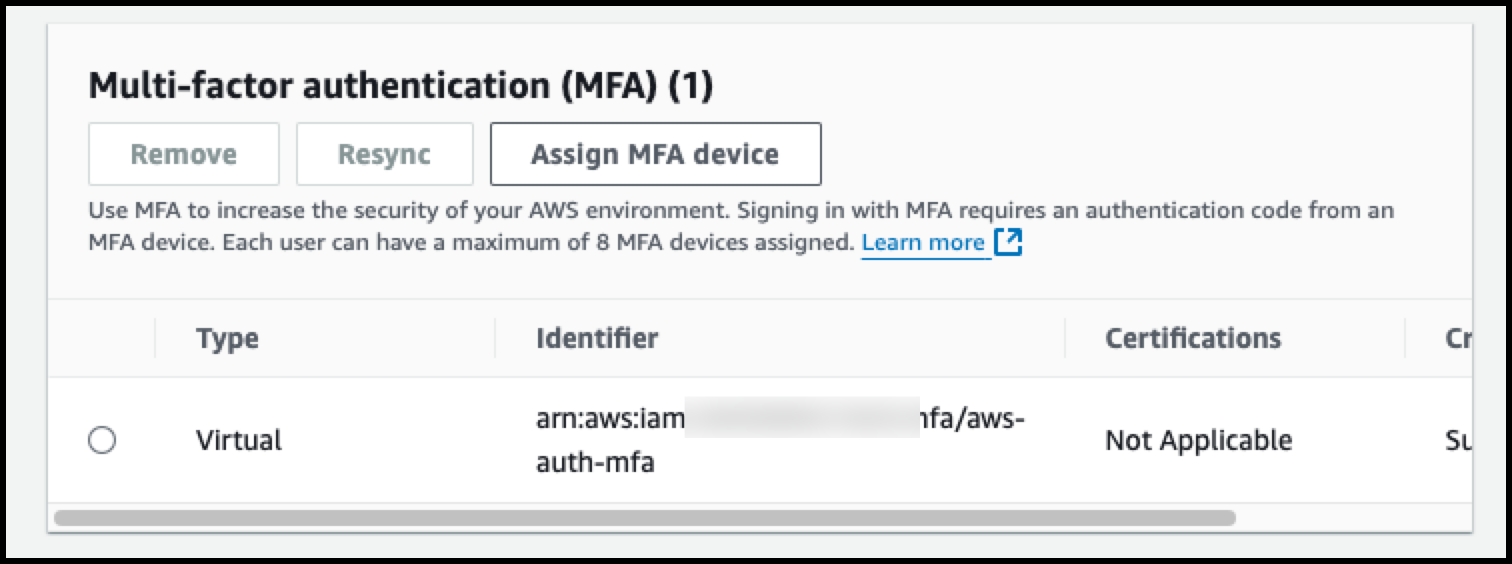 Multi-factor authentication (MFA) (1)
Remove Resync Assign MFA device
Use MFA to increase the security of your AWS environment. Signing in with MFA requires an authentication code from an
MFA device. Each user can have a maximum of 8 MFA devices assigned. Learn more
Type Identifier Certifications Cr
Virtual arn:aws:iam nfa/aws- Not Applicable Su
auth-mfa